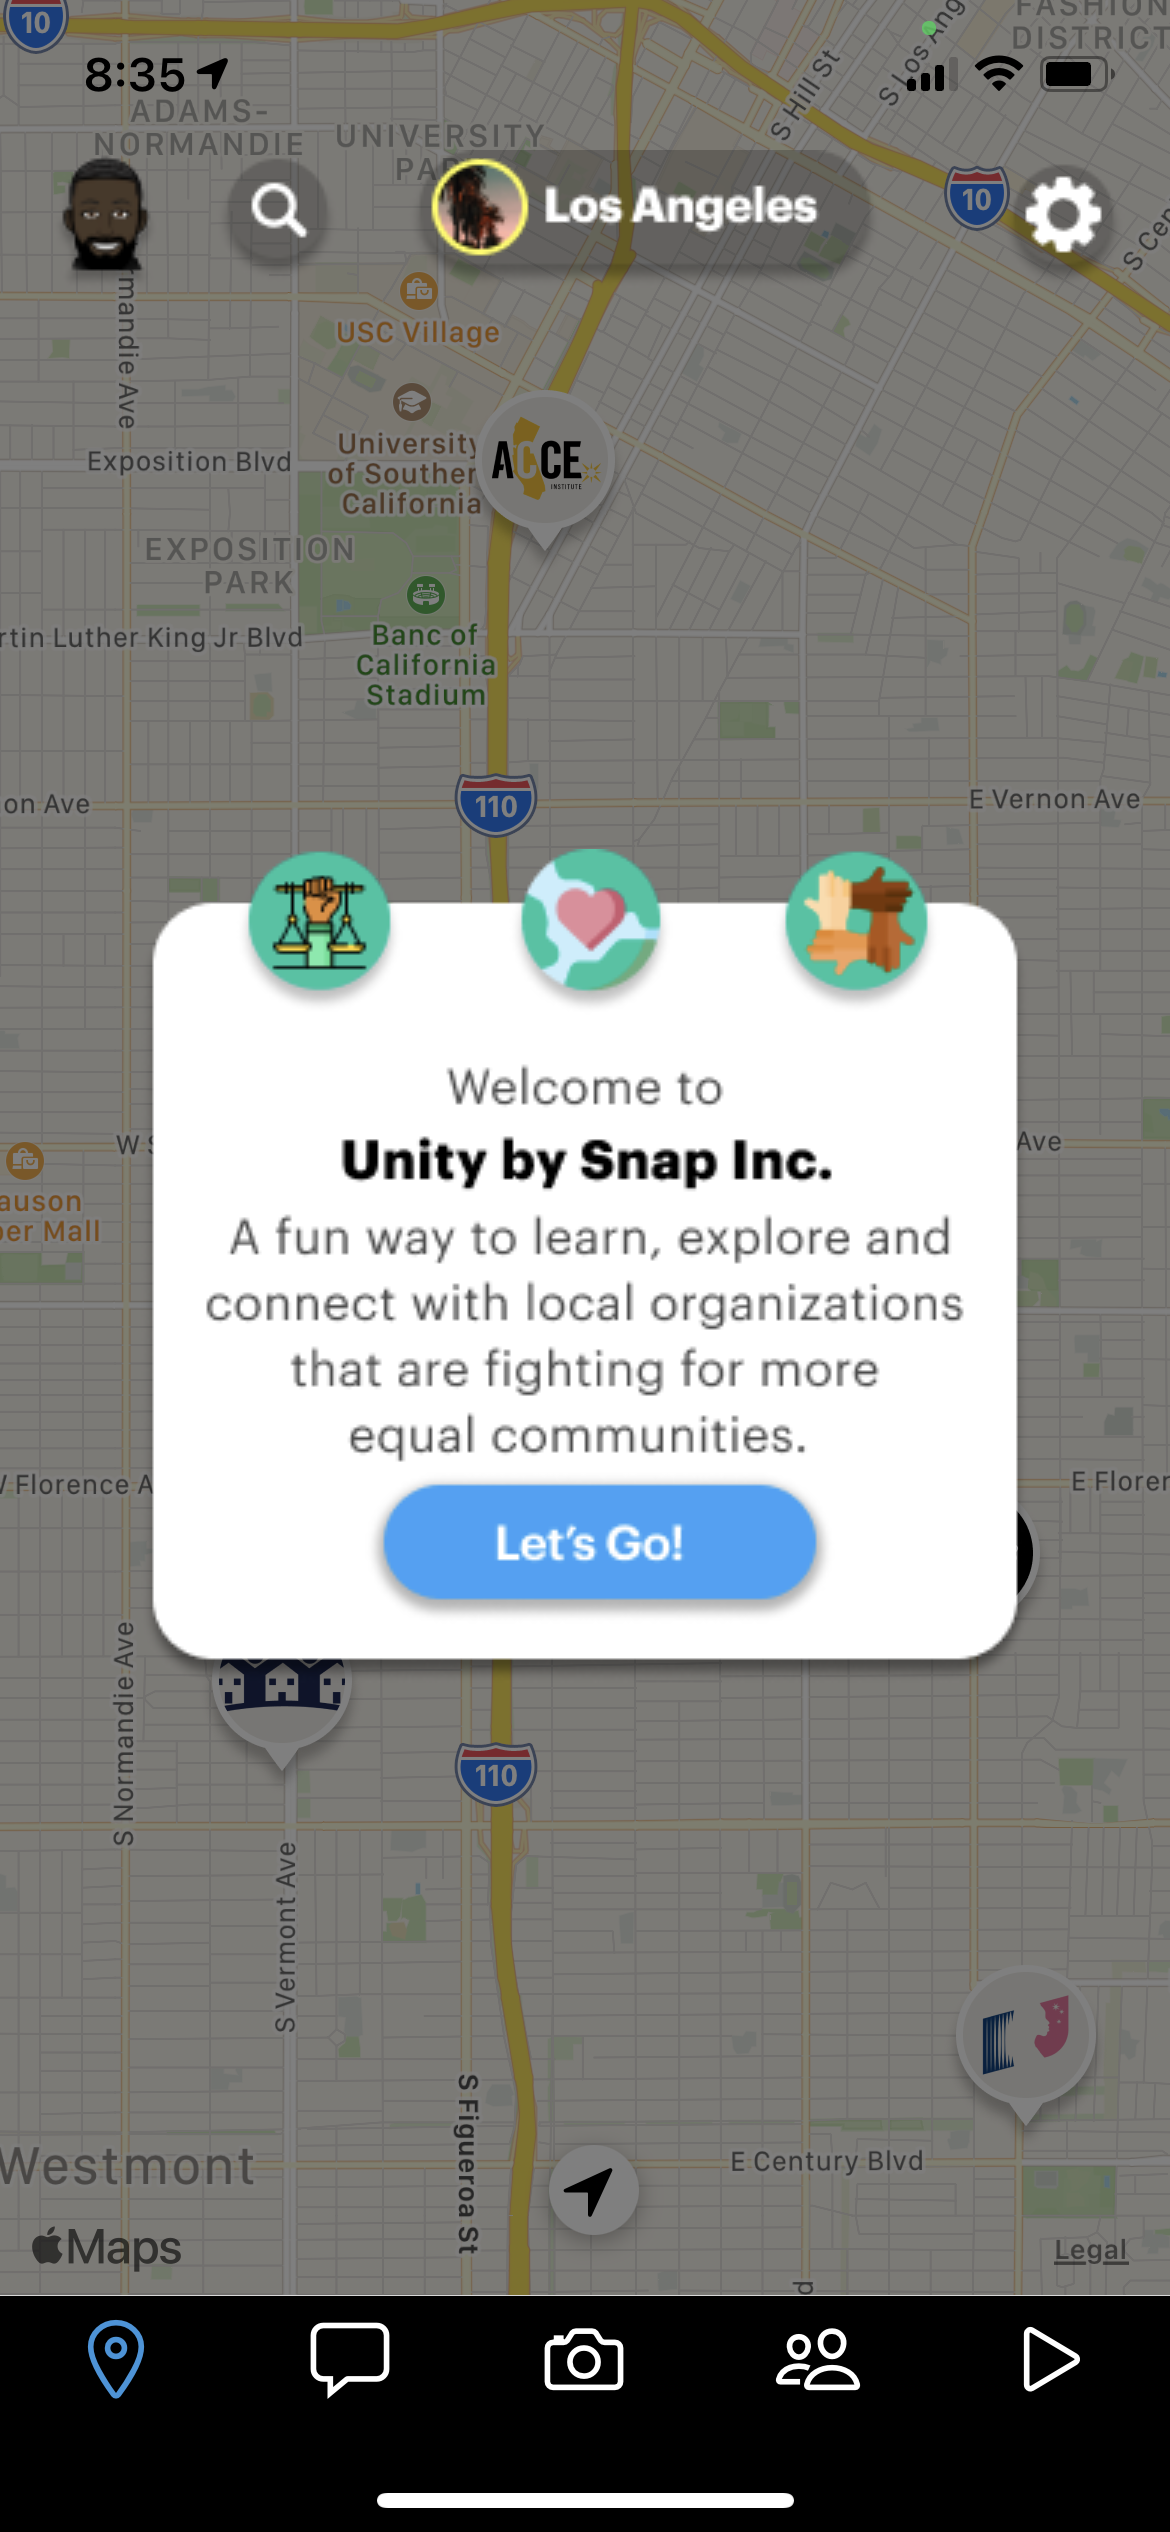 10
FASHION
DISTRICT
8:35
S Hill St
S Los Ang
ADAMS-
NORMANDIE
UNIVERSITY
PA
Los Angeles
10
S Cen
mandie Ave
USC Village
University
of Souther
California
ACCE
INSTITUTE
Exposition Blvd
EXPOSITION
PARK
rtin Luther King Jr Blvd
Banc of
California
Stadium
110
on Ave
E Vernon Ave
Welcome to
Unity by Snap Inc.
A fun way to learn, explore and
connect with local organizations
that are fighting for more
equal communities.
Let's Go!
W S
Ave
auson
per Mall
W Florence A
E Floren
S Normandie Ave
110
S Vermont Ave
S Figueroa St
E Century Blvd
Westmont
Maps
Legal